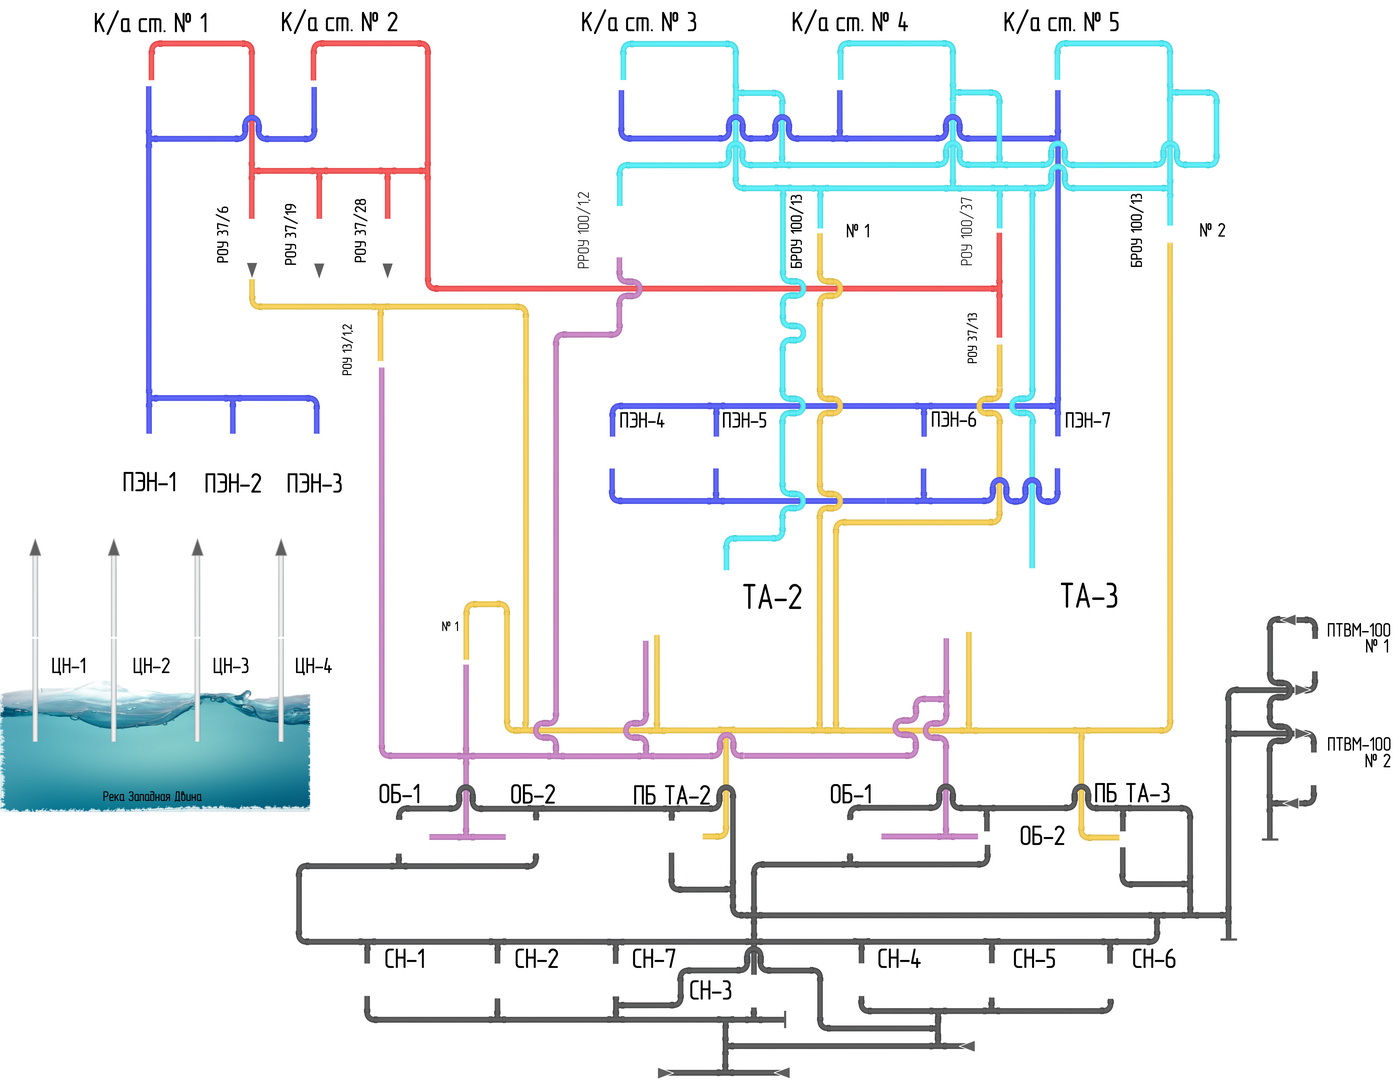 К/а ст. № 1
К/а ст. № 2
К/а ст. № 3
К/а ст. № 4
К/а ст. № 5
РОУ 37/6
РОУ 37/19
РОУ 37/28
РРОУ 100/1,2
БРОУ 100/13
№ 1
РОУ 100/37
БРОУ 100/13
№ 2
РОУ 13/1,2
РОУ 37/13
ПЭН-4
ПЭН-5
ПЭН-6
ПЭН-7
ПЭН-1
ПЭН-2
ПЭН-3
ТА-2
ТА-3
№ 1
ПТВМ-100
№ 1
ЦН-1
ЦН-2
ЦН-3
ЦН-4
ПТВМ-100
№ 2
Река Западная Двина
ОБ-1
ОБ-2
ПБ ТА-2
ОБ-1
ПБ ТА-3
ОБ-2
СН-1
СН-2
СН-7
СН-4
СН-5
СН-6
СН-3